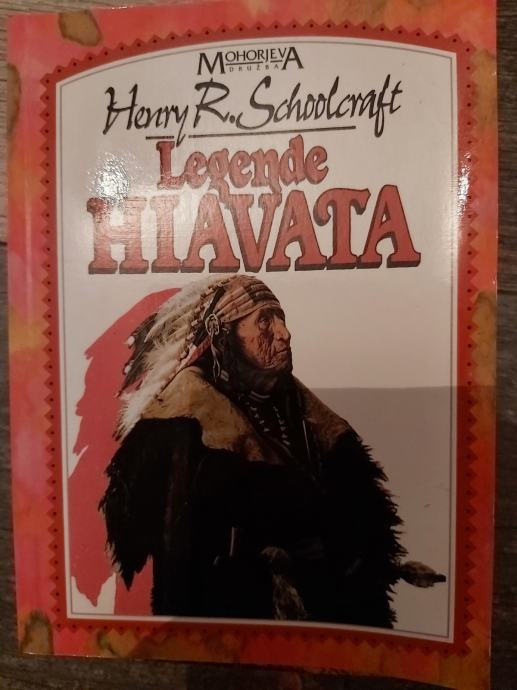 MOHORJEVA
DRUŽBA
Henry R. Schoolcraft
Legende
HIAVATA